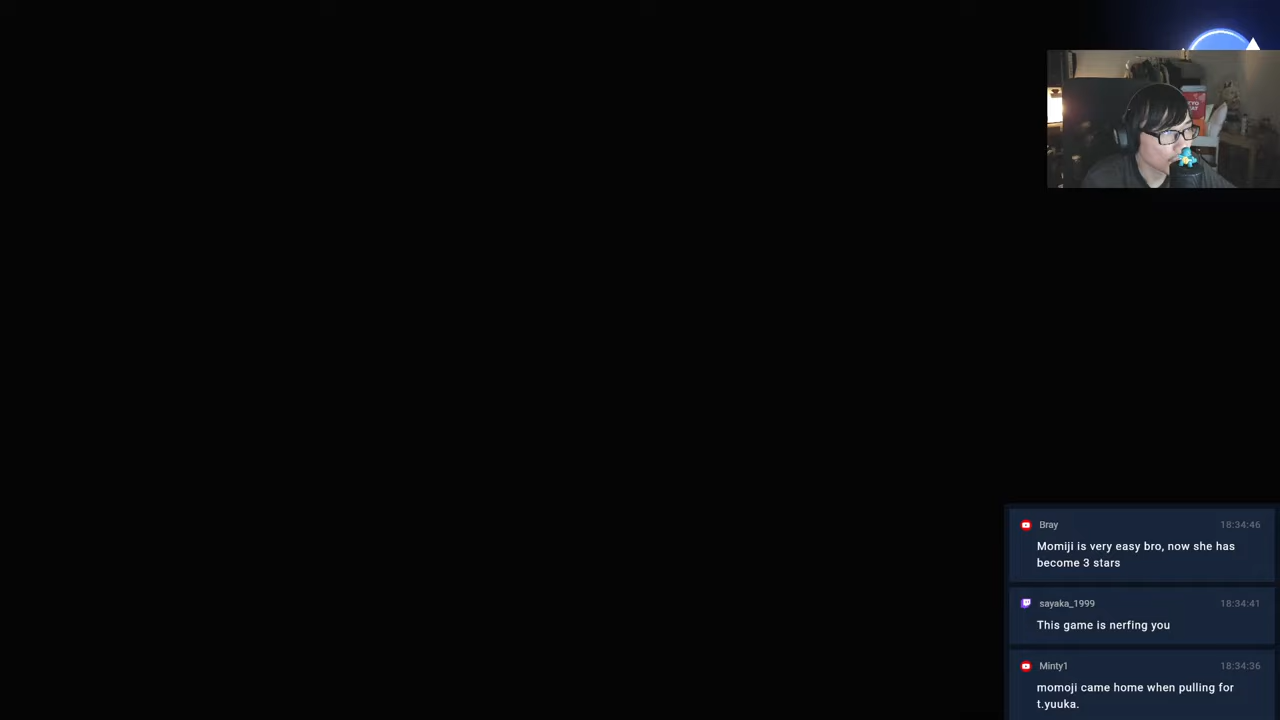 Bray 18:34:46
Momiji is very easy bro, now she has
become 3 stars
sayaka_1999 18:34:41
This game is nerfing you
Minty1 18:34:36
momoji came home when pulling for
t.yuuka.